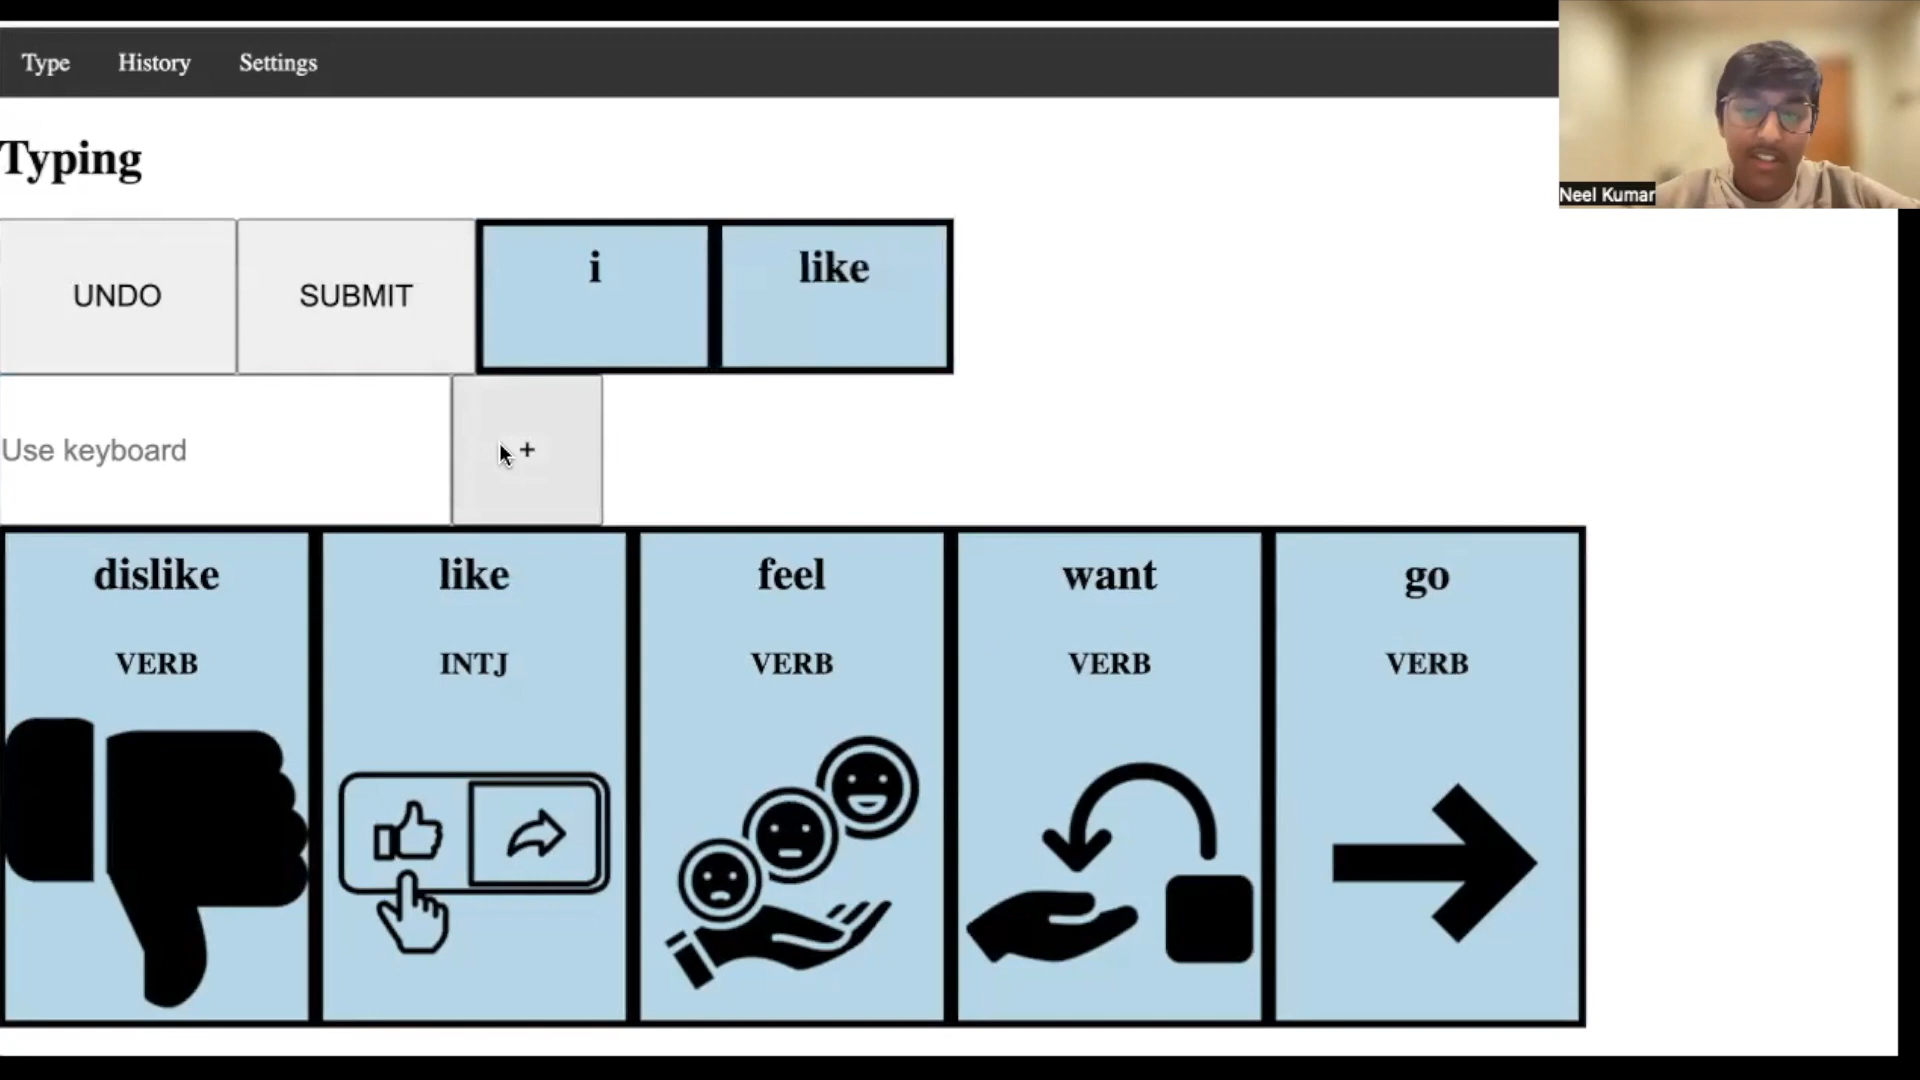 Type History Settings
Neel Kumar
Typing
UNDO SUBMIT i like
Use keyboard +
dislike like feel want go
VERB INTJ VERB VERB VERB